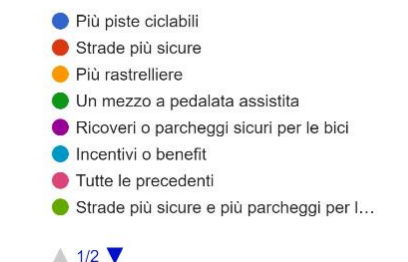 Più piste ciclabili
Strade più sicure
Più rastrelliere
Un mezzo a pedalata assistita
Ricoveri o parcheggi sicuri per le bici
Incentivi o benefit
Tutte le precedenti
Strade più sicure e più parcheggi per l…
1/2